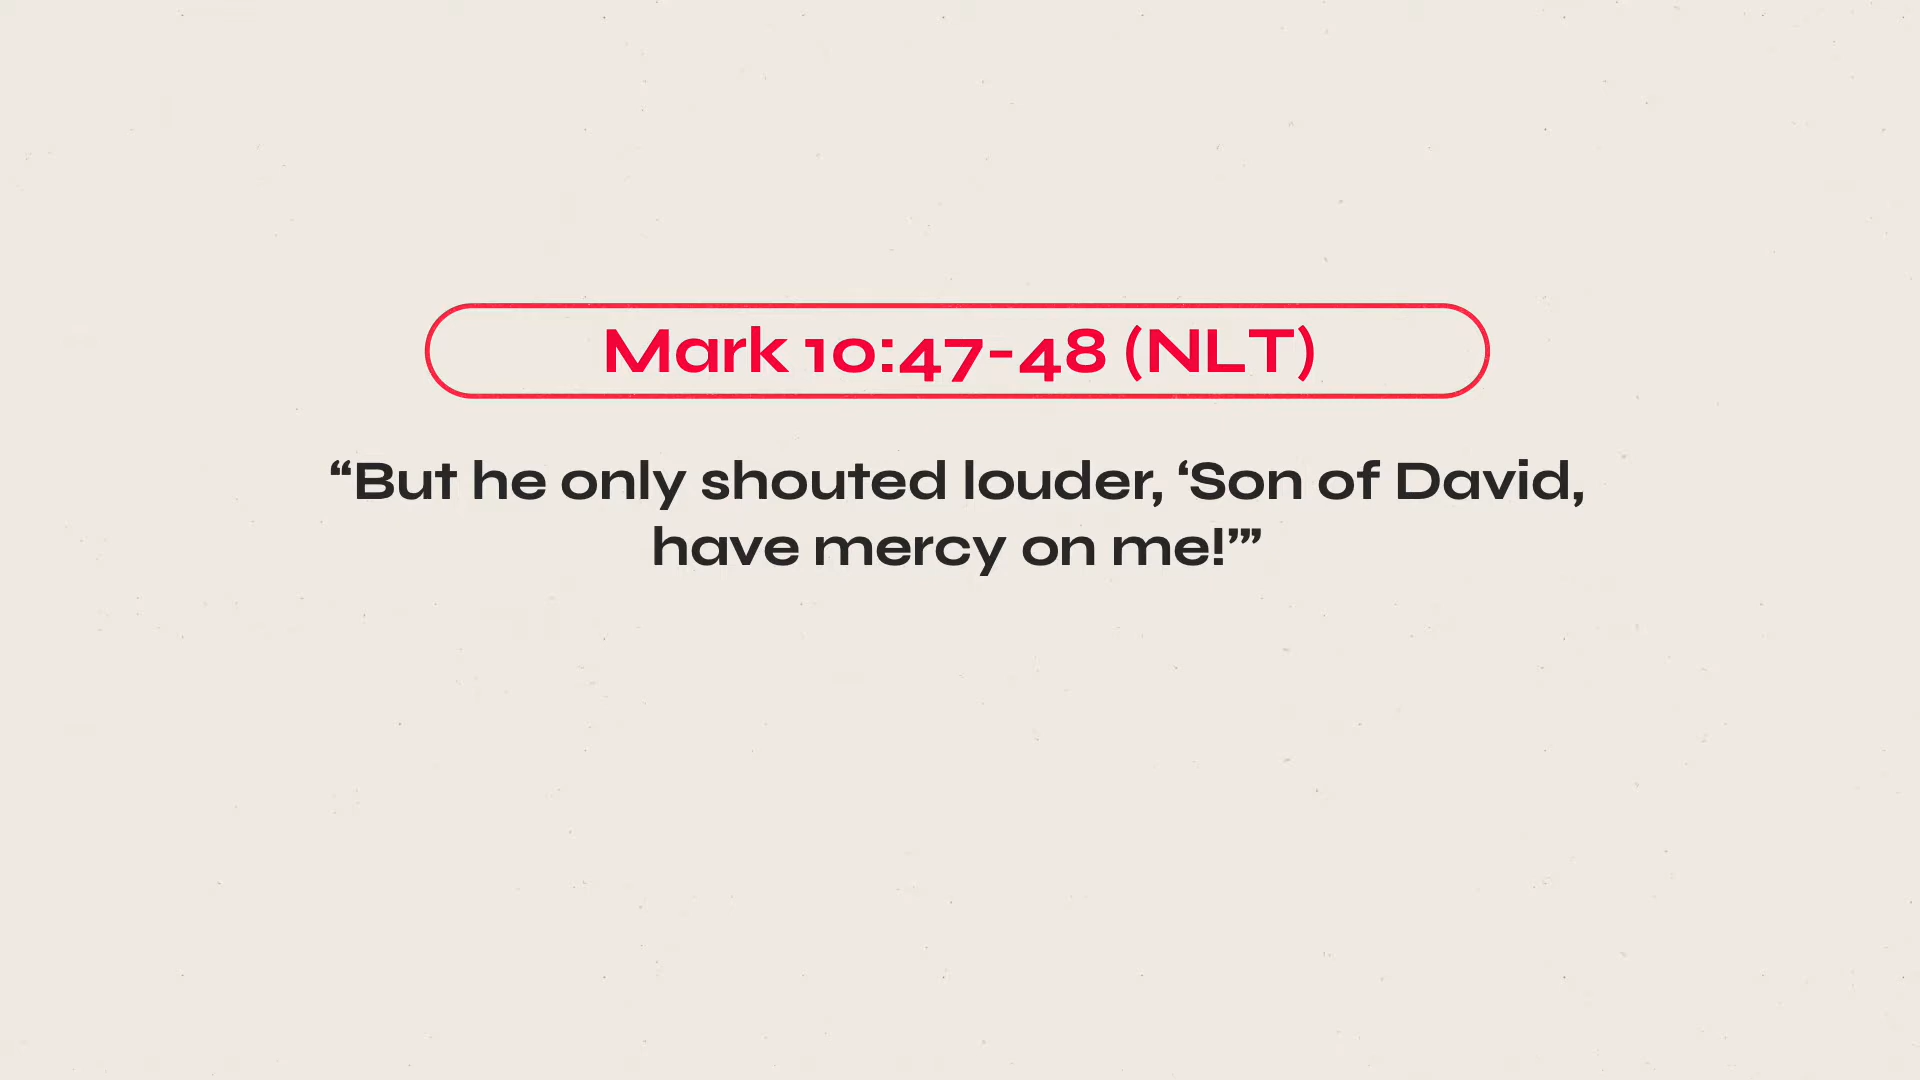 Mark 10:47-48 (NLT)
“But he only shouted louder, ‘Son of David,
have mercy on me!’”